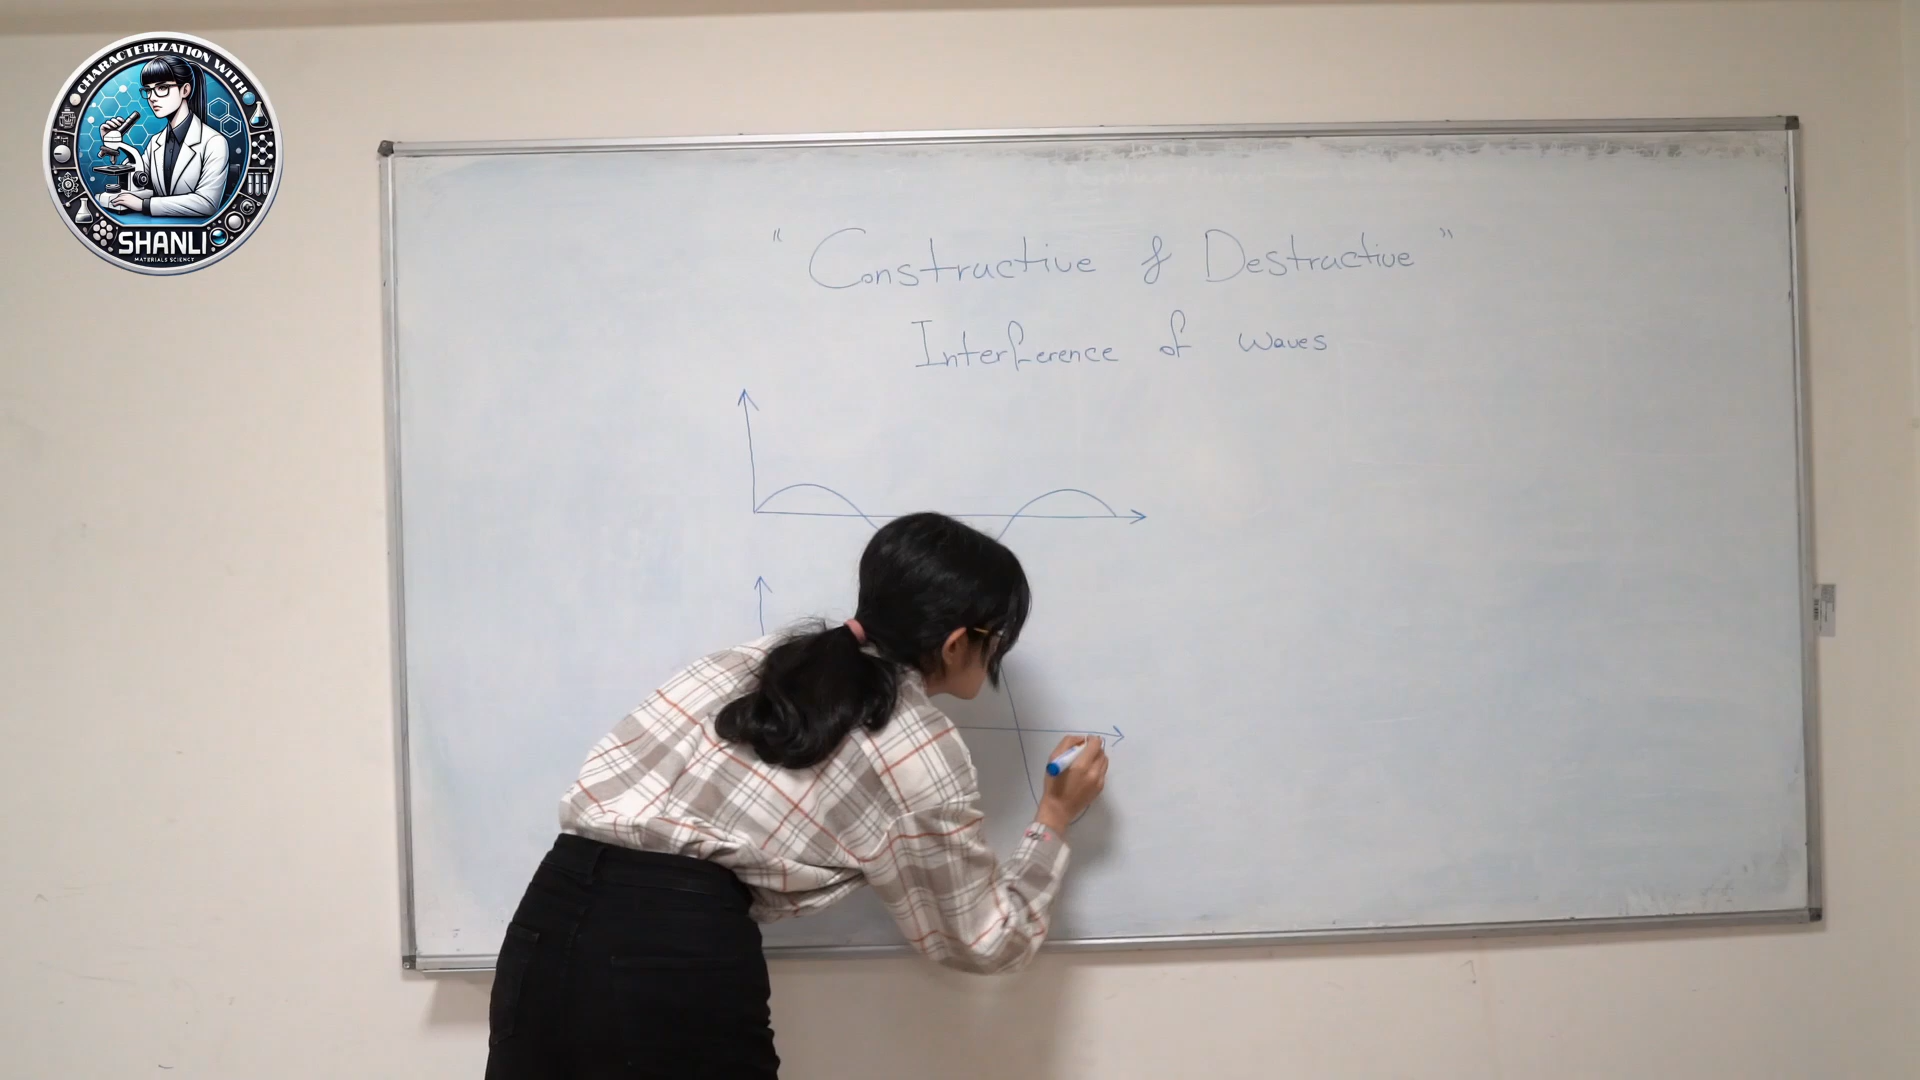 CHARACTERIZATION WITH
SHANLI
MATERIALS SCIENCE
" Constructive & Destructive "
Interference of waves